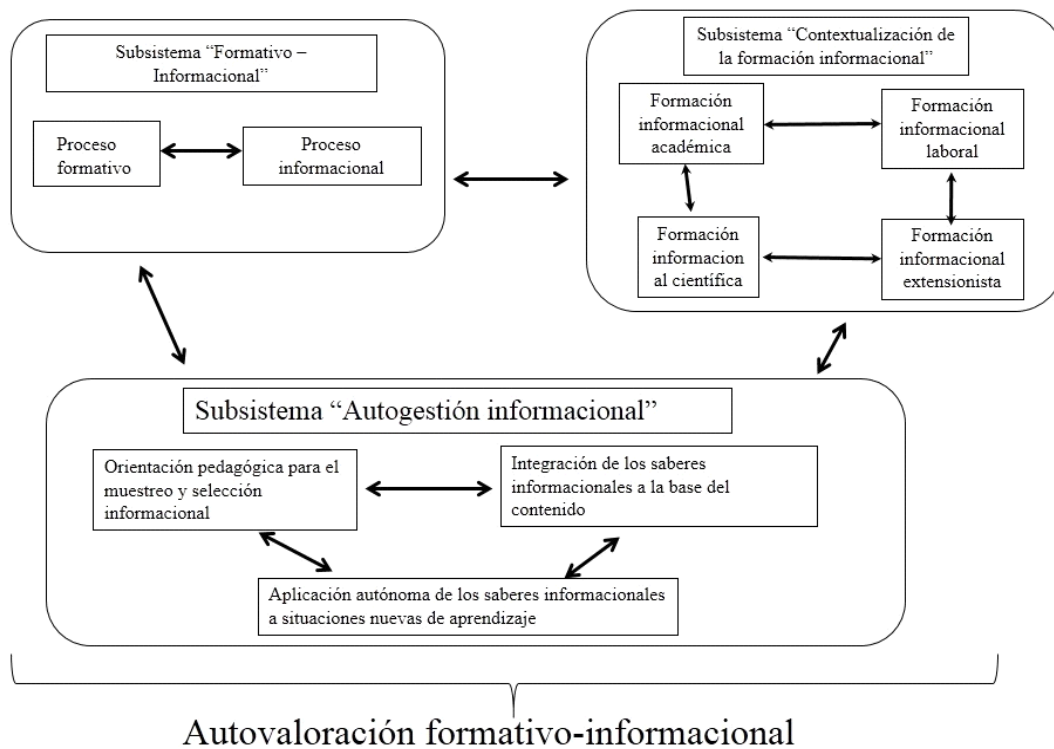 Subsistema “Formativo –
Informacional”
Proceso
formativo
Proceso
informacional
Subsistema “Contextualización de
la formación informacional”
Formación
informacional
académica
Formación
informacional
laboral
Formación
informacion
al científica
Formación
informacional
extensionista
Subsistema “Autogestión informacional”
Orientación pedagógica para el
muestreo y selección
informacional
Integración de los saberes
informacionales a la base del
contenido
Aplicación autónoma de los saberes informacionales
a situaciones nuevas de aprendizaje
Autovaloración formativo-informacional